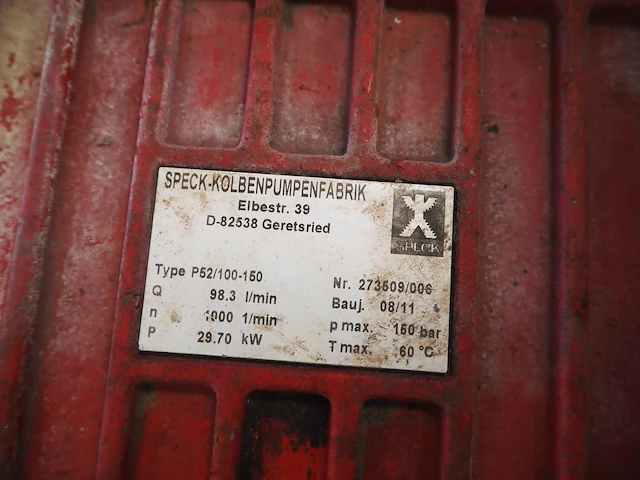 SPECK-KOLBENPUMPENFABRIK
Elbestr. 39
D-82538 Geretsried
SPECK
Type P52/100-150 Nr. 273509/006
Q 98.3 l/min Bauj. 08/11
n 1000 1/min p max. 150 bar
P 29.70 kW T max. 60 °C